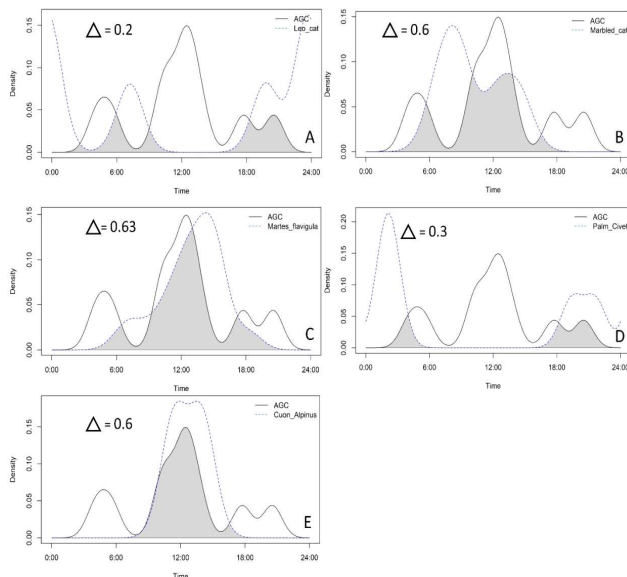 △= 0.2
AGC
Leo_cat
A
Density
0.00 0.05 0.10 0.15
0:00 6:00 12:00 18:00 24:00
Time
△= 0.6
AGC
Marbled_cat
B
Density
0.00 0.05 0.10 0.15
0:00 6:00 12:00 18:00 24:00
Time
△= 0.63
AGC
Martes_flavigula
C
Density
0.00 0.05 0.10 0.15
0:00 6:00 12:00 18:00 24:00
Time
△= 0.3
AGC
Palm_Civet
D
Density
0.00 0.05 0.10 0.15 0.20
0:00 6:00 12:00 18:00 24:00
Time
△= 0.6
AGC
Cuon_Alpinus
E
Density
0.00 0.05 0.10 0.15
0:00 6:00 12:00 18:00 24:00
Time